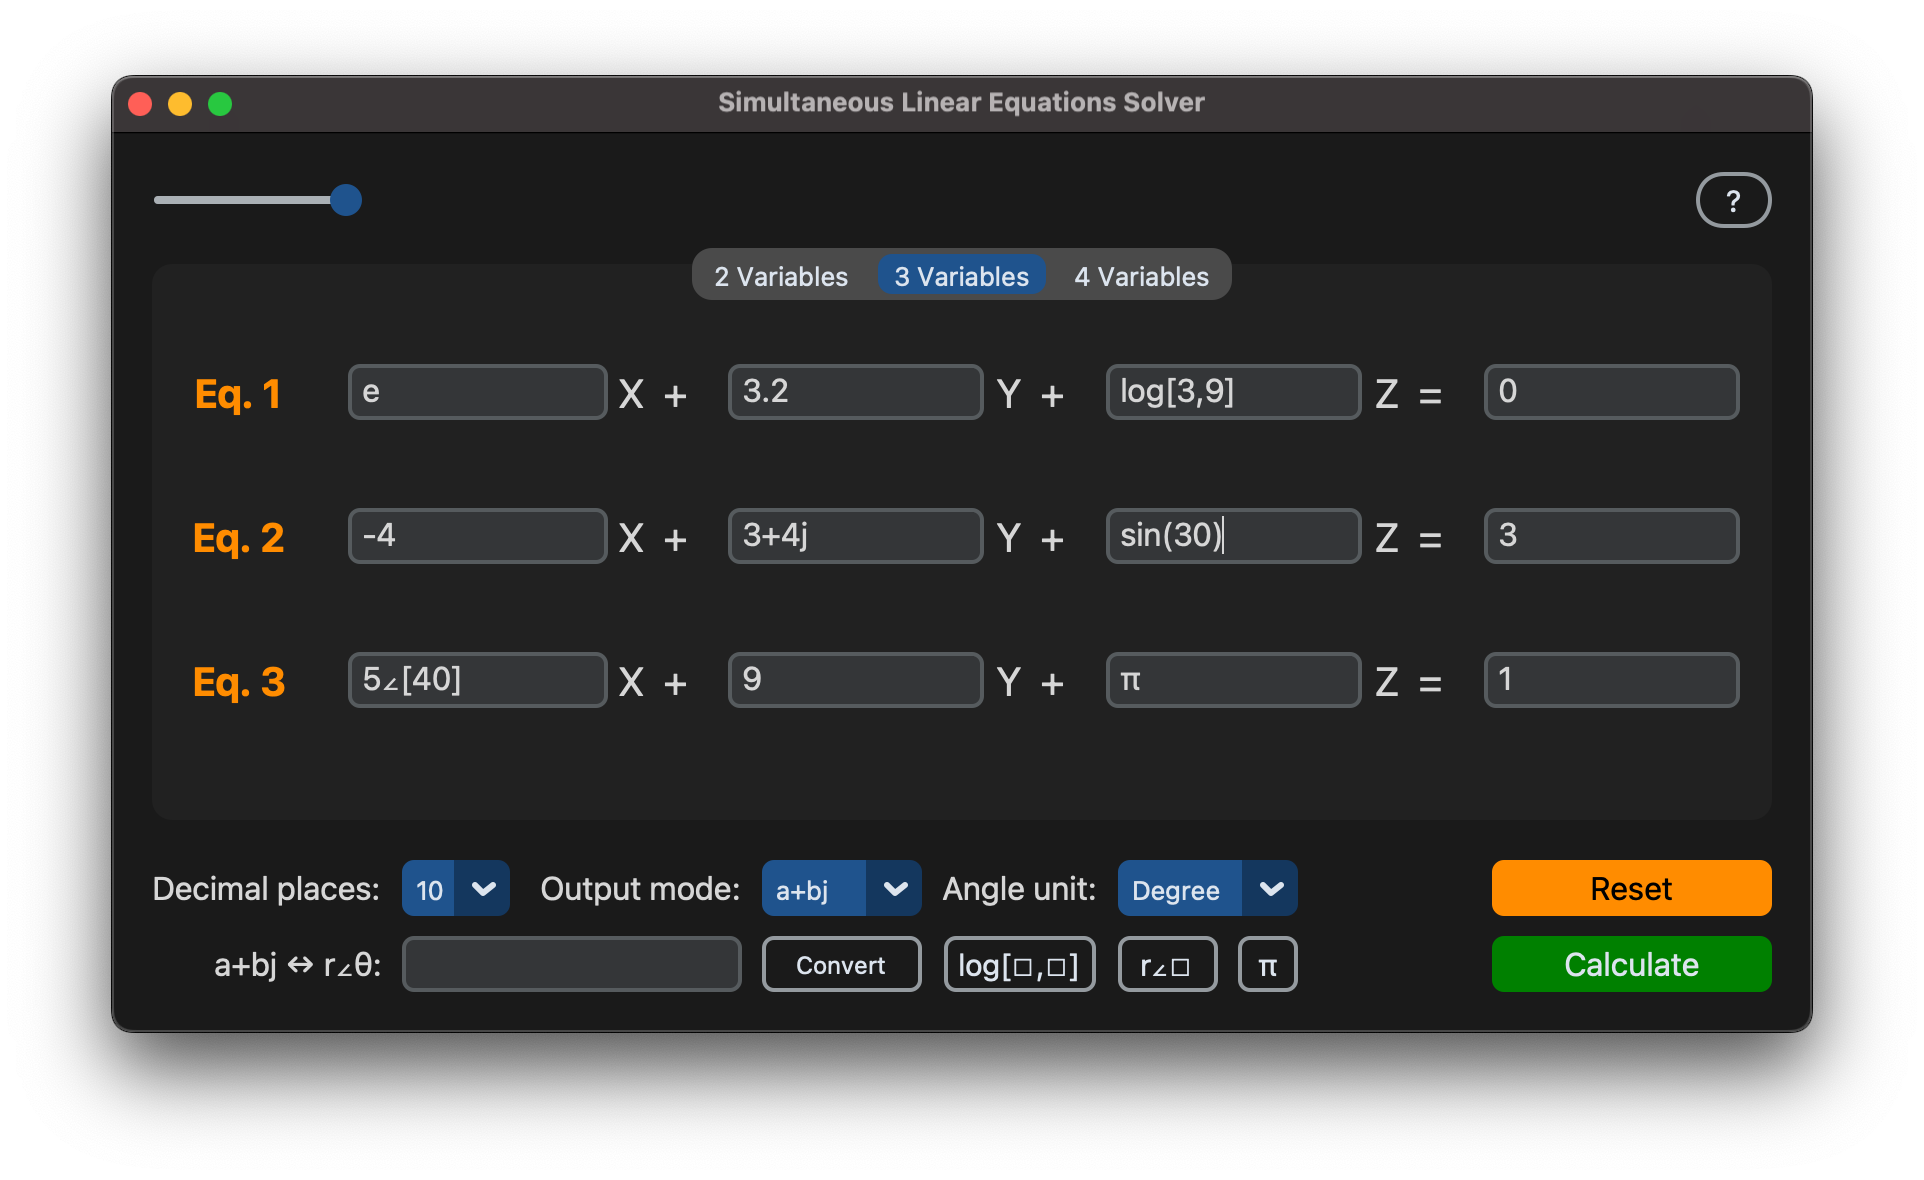 Simultaneous Linear Equations Solver
?
2 Variables 3 Variables 4 Variables
Eq. 1 e X + 3.2 Y + log[3,9] Z = 0
Eq. 2 -4 X + 3+4j Y + sin(30) Z = 3
Eq. 3 5∠[40] X + 9 Y + π Z = 1
Decimal places: 10 Output mode: a+bj Angle unit: Degree Reset
a+bj ↔ r∠θ: Convert log[□,□] r∠□ π Calculate